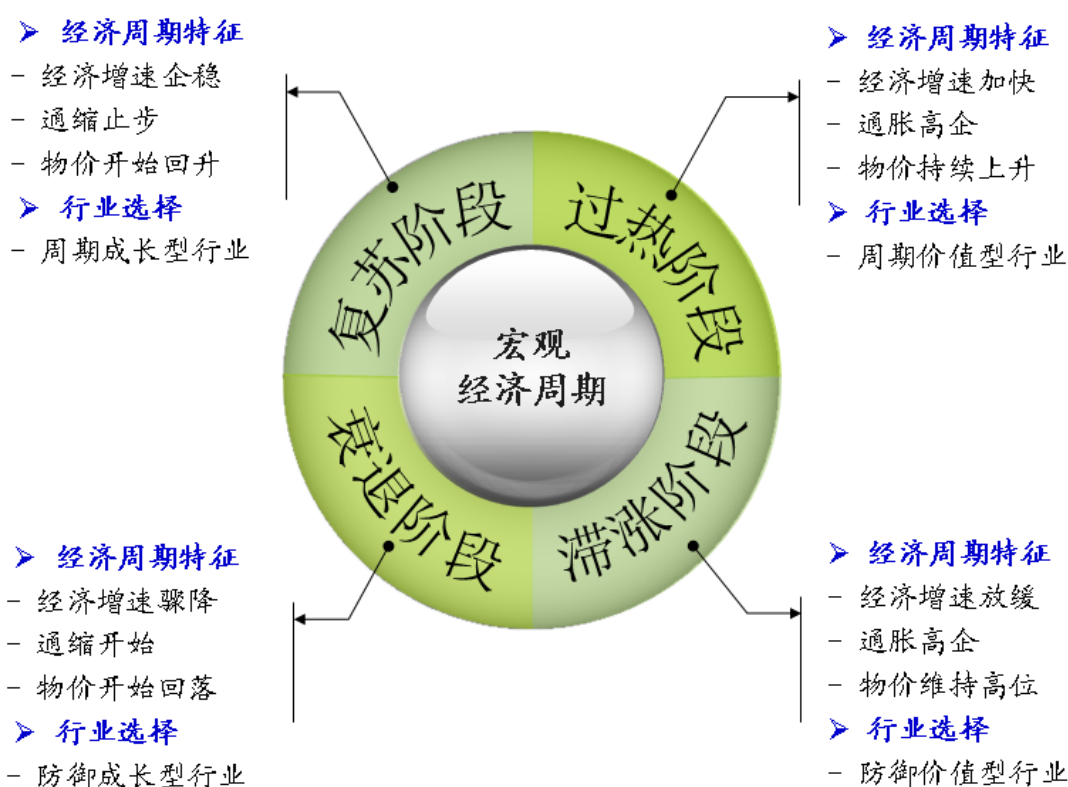 ➢ 经济周期特征
- 经济增速企稳
- 通缩止步
- 物价开始回升
➢ 行业选择
- 周期成长型行业
➢ 经济周期特征
- 经济增速加快
- 通胀高企
- 物价持续上升
➢ 行业选择
- 周期价值型行业
复苏阶段
过热阶段
宏观
经济周期
衰退阶段
滞涨阶段
➢ 经济周期特征
- 经济增速骤降
- 通缩开始
- 物价开始回落
➢ 行业选择
- 防御成长型行业
➢ 经济周期特征
- 经济增速放缓
- 通胀高企
- 物价维持高位
➢ 行业选择
- 防御价值型行业